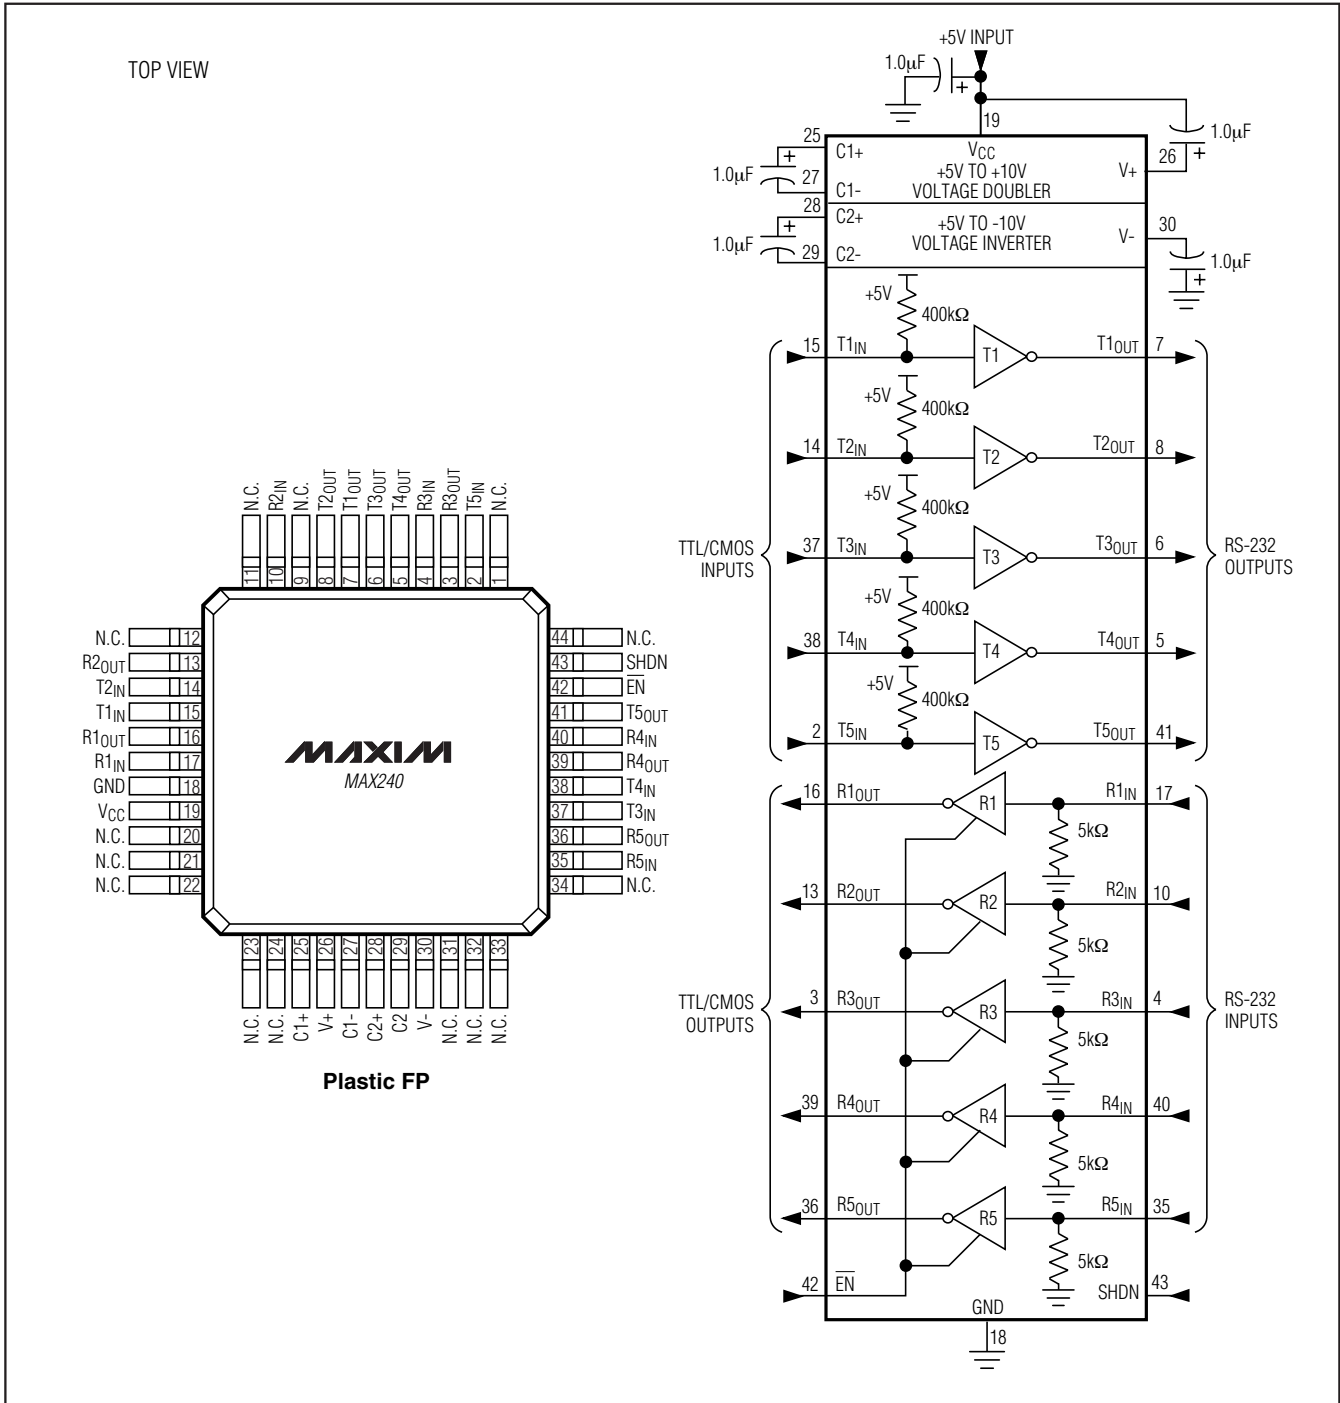 TOP VIEW
+5V INPUT
1.0µF
+
19
1.0µF
+
25
C1+
VCC
+5V TO +10V
VOLTAGE DOUBLER
V+
26
+
1.0µF
27
C1-
28
C2+
+5V TO -10V
VOLTAGE INVERTER
V-
30
+
1.0µF
29
C2-
1.0µF
+
+5V
400kΩ
15
T1IN
T1
T1OUT
7
+5V
400kΩ
14
T2IN
T2
T2OUT
8
+5V
400kΩ
TTL/CMOS
INPUTS
37
T3IN
T3
T3OUT
6
RS-232
OUTPUTS
+5V
400kΩ
38
T4IN
T4
T4OUT
5
+5V
400kΩ
2
T5IN
T5
T5OUT
41
16
R1OUT
R1
R1IN
17
5kΩ
13
R2OUT
R2
R2IN
10
5kΩ
TTL/CMOS
OUTPUTS
3
R3OUT
R3
R3IN
4
5kΩ
RS-232
INPUTS
39
R4OUT
R4
R4IN
40
5kΩ
36
R5OUT
R5
R5IN
35
5kΩ
42
EN
SHDN
43
GND
18
N.C.
R2IN
N.C.
T2OUT
T1OUT
T3OUT
T4OUT
R3IN
R3OUT
T5IN
N.C.
11
10
9
8
7
6
5
4
3
2
1
N.C. 12
R2OUT 13
T2IN 14
T1IN 15
R1OUT 16
R1IN 17
GND 18
VCC 19
N.C. 20
N.C. 21
N.C. 22
MAXIM
MAX240
44 N.C.
43 SHDN
42 EN
41 T5OUT
40 R4IN
39 R4OUT
38 T4IN
37 T3IN
36 R5OUT
35 R5IN
34 N.C.
23
24
25
26
27
28
29
30
31
32
33
N.C.
N.C.
C1+
V+
C1-
C2+
C2
V-
N.C.
N.C.
N.C.
Plastic FP